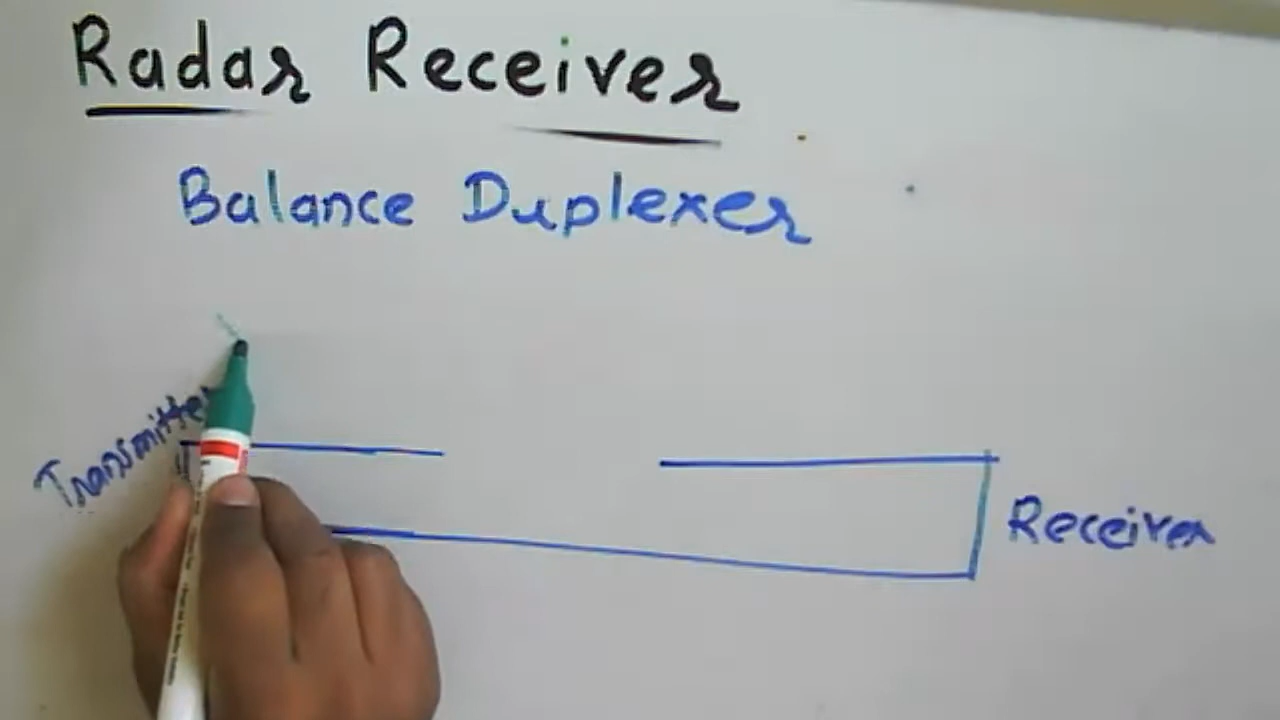 Radar Receiver
Balance Duplexer
Transmitter
Receiver